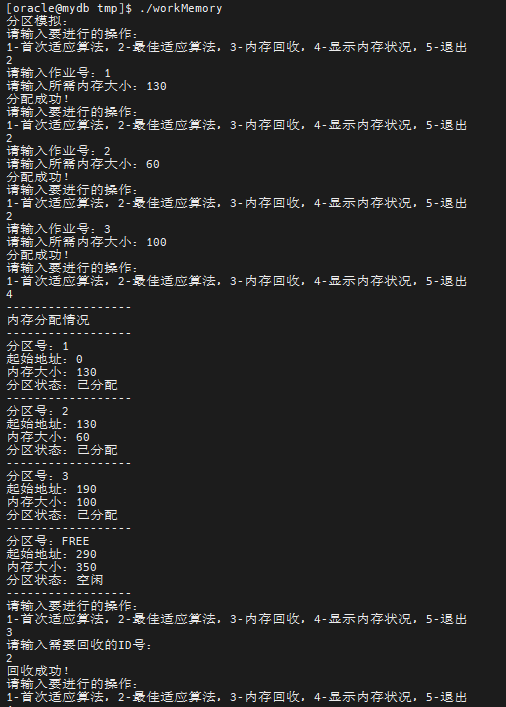 [oracle@mydb tmp]$ ./workMemory
分区模拟：
请输入要进行的操作：
1-首次适应算法，2-最佳适应算法，3-内存回收，4-显示内存状况，5-退出
2
请输入作业号：1
请输入所需内存大小：130
分配成功！
请输入要进行的操作：
1-首次适应算法，2-最佳适应算法，3-内存回收，4-显示内存状况，5-退出
2
请输入作业号：2
请输入所需内存大小：60
分配成功！
请输入要进行的操作：
1-首次适应算法，2-最佳适应算法，3-内存回收，4-显示内存状况，5-退出
2
请输入作业号：3
请输入所需内存大小：100
分配成功！
请输入要进行的操作：
1-首次适应算法，2-最佳适应算法，3-内存回收，4-显示内存状况，5-退出
4
------------------
内存分配情况
------------------
分区号：1
起始地址：0
内存大小：130
分区状态：已分配
------------------
分区号：2
起始地址：130
内存大小：60
分区状态：已分配
------------------
分区号：3
起始地址：190
内存大小：100
分区状态：已分配
------------------
分区号：FREE
起始地址：290
内存大小：350
分区状态：空闲
------------------
请输入要进行的操作：
1-首次适应算法，2-最佳适应算法，3-内存回收，4-显示内存状况，5-退出
3
请输入需要回收的ID号：
2
回收成功！
请输入要进行的操作：
1-首次适应算法，2-最佳适应算法，3-内存回收，4-显示内存状况，5-退出